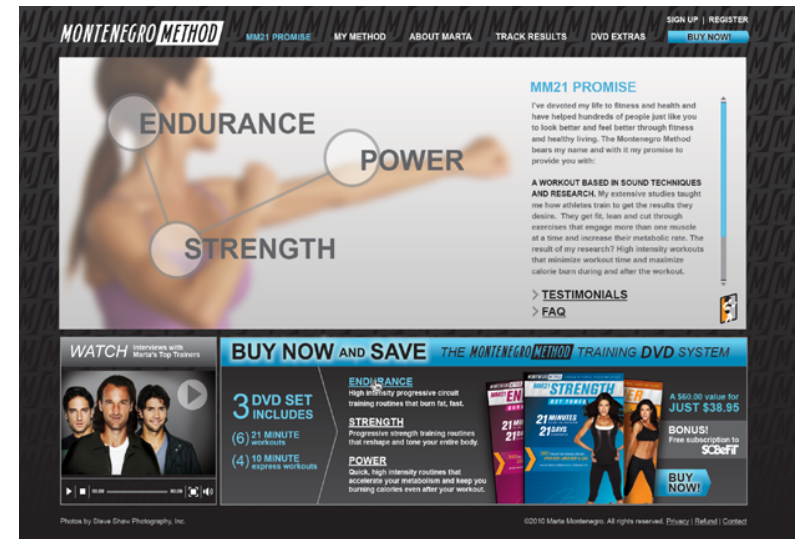 SIGN UP | REGISTER
MONTENEGRO METHOD
MM21 PROMISE MY METHOD ABOUT MARTA TRACK RESULTS DVD EXTRAS BUY NOW!
ENDURANCE
POWER
STRENGTH
MM21 PROMISE
I've devoted my life to fitness and health and
have helped hundreds of people just like you
to look better and feel better through fitness
and healthy living. The Montenegro Method
bears my name and with it my promise to
provide you with:
A WORKOUT BASED IN SOUND TECHNIQUES
AND RESEARCH. My extensive studies taught
me how athletes train to get the results they
desire. They get fit, lean and cut through
exercises that engage more than one muscle
at a time and increase their metabolic rate. The
result of my research? High intensity workouts
that minimize workout time and maximize
calorie burn during and after the workout.
> TESTIMONIALS
> FAQ
WATCH Interviews with
Marta's Top Trainers
BUY NOW AND SAVE THE MONTENEGRO METHOD TRAINING DVD SYSTEM
3 DVD SET
INCLUDES
(6) 21 MINUTE
workouts
(4) 10 MINUTE
express workouts
ENDURANCE
High intensity progressive circuit
training routines that burn fat, fast.
STRENGTH
Progressive strength training routines
that reshape and tone your entire body.
POWER
Quick, high intensity routines that
accelerate your metabolism and keep you
burning calories even after your workout.
MM21
STRENGTH
21 MINUTES
21 DAYS
A $60.00 value for
JUST $38.95
BONUS!
Free subscription to
SOBeFiT
BUY
NOW!
Photos by Steve Shaw Photography, Inc.
©2010 Marta Montenegro. All rights reserved. Privacy | Refund | Contact